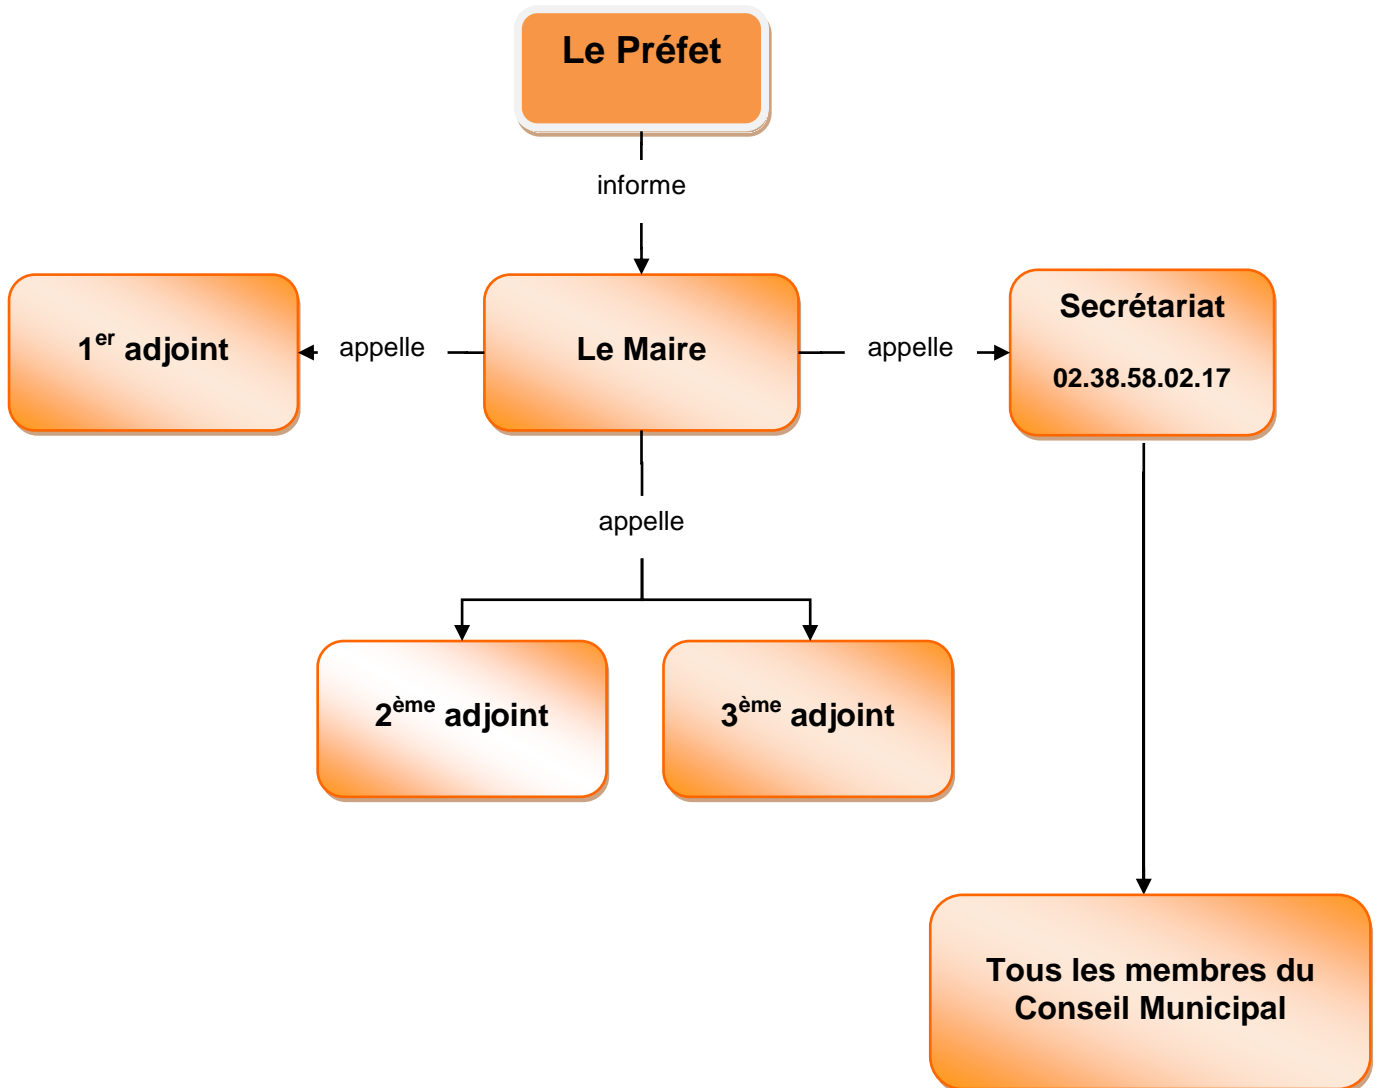 Le Préfet
informe
1er adjoint
appelle
Le Maire
appelle
Secrétariat
02.38.58.02.17
appelle
2ème adjoint
3ème adjoint
Tous les membres du
Conseil Municipal